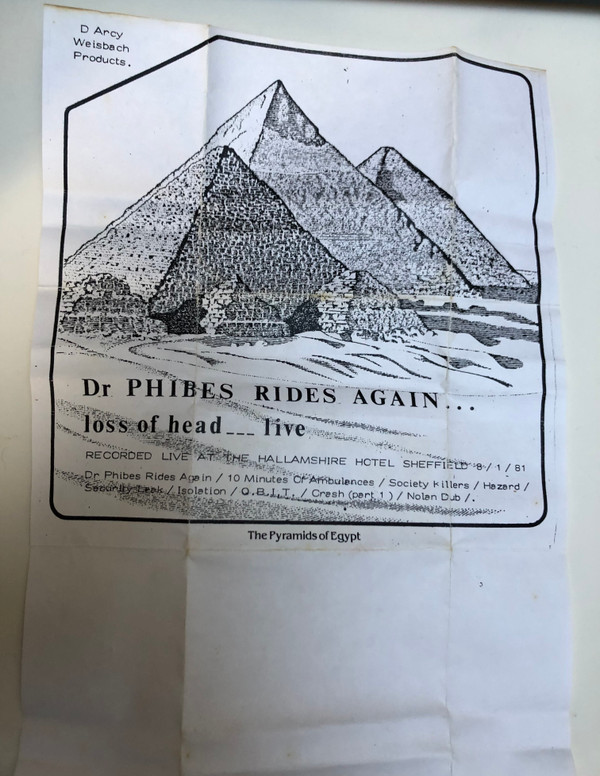 D Arcy
Weisbach
Products.
Dr PHIBES RIDES AGAIN...
loss of head___ live
RECORDED LIVE AT THE HALLAMSHIRE HOTEL SHEFFIELD 8 / 1 / 81
Dr Phibes Rides Again / 10 Minutes Of Ambulances / Society Killers / Hazard /
Security Leak / Isolation / O.B.I.T. / Crash (part 1 ) / Nolan Dub /.
The Pyramids of Egypt